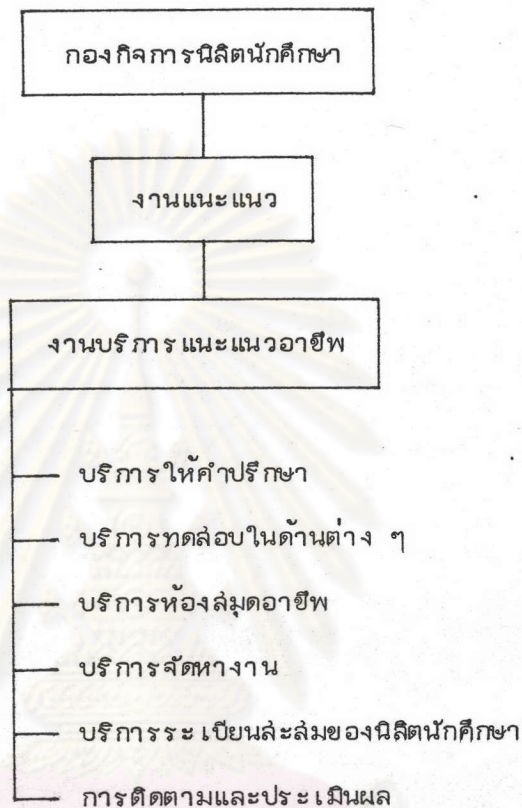 กองกิจการนิสิตนักศึกษา
งานแนะแนว
งานบริการแนะแนวอาชีพ
บริการให้คำปรึกษา
บริการทดสอบในด้านต่าง ๆ
บริการห้องสมุดอาชีพ
บริการจัดหางาน
บริการระเบียนสะสมของนิสิตนักศึกษา
การติดตามและประเมินผล